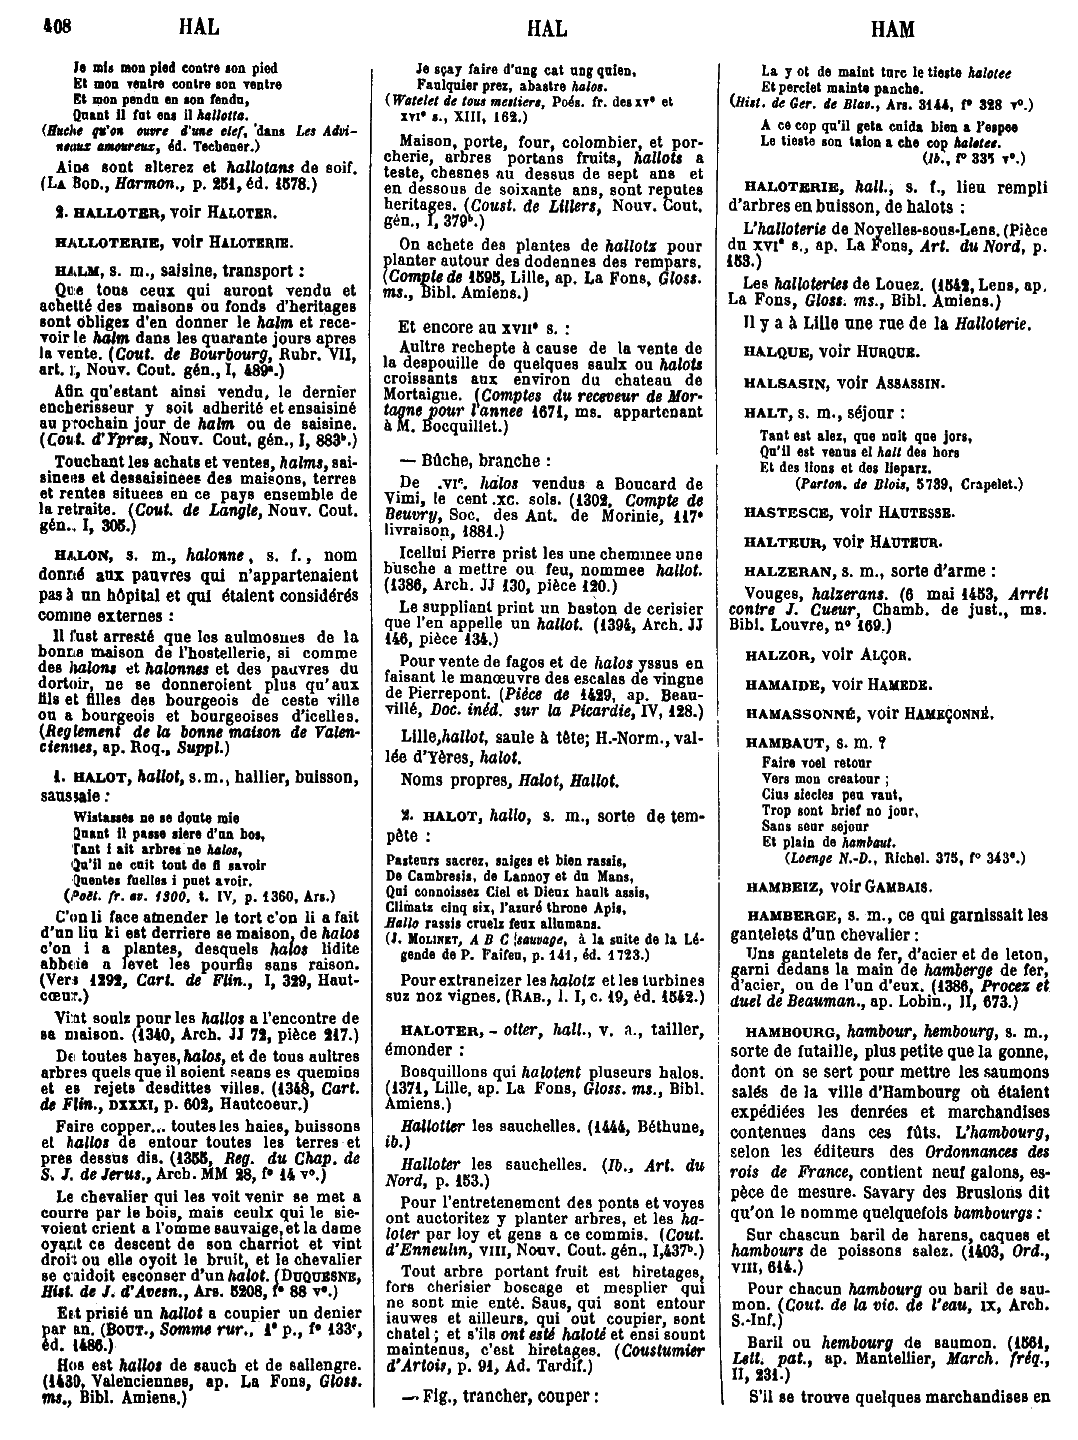 408 HAL HAL HAM
Je mis mon pied contre son pied
Et mon ventre contre son ventre
Et mon pendu en son fendu,
Quant il fut ens il hallotta.
(Huche qu'on ouvre d'une clef, dans Les Advi-
neaux amoureux, éd. Techener.)
Ains sont alterez et hallotans de soif.
(LA BOD., Harmon., p. 251, éd. 1578.)
2. HALLOTER, voir HALOTER.
HALLOTERIE, voir HALOTERIE.
HALM, s. m., saisine, transport :
Que tous ceux qui auront vendu et
achetté des maisons ou fonds d'heritages
sont obligez d'en donner le halm et rece-
voir le halm dans les quarante jours apres
la vente. (Cout. de Bourbourg, Rubr. VII,
art. 1, Nouv. Cout. gén., I, 489ª.)
Afin qu'estant ainsi vendu, le dernier
encherisseur y soit adherité et ensaisiné
au prochain jour de halm ou de saisine.
(Cout. d'Ypres, Nouv. Cout. gén., I, 883ᵇ.)
Touchant les achats et ventes, halms, sai-
sinees et dessaisinees des maisons, terres
et rentes situees en ce pays ensemble de
la retraite. (Cout. de Langle, Nouv. Cout.
gén., I, 305.)
HALON, s. m., halonne, s. f., nom
donné aux pauvres qui n'appartenaient
pas à un hôpital et qui étaient considérés
comme externes :
Il fust arresté que les aulmosnes de la
bonne maison de l'hostellerie, si comme
des halons et halonnes et des pauvres du
dortoir, ne se donneroient plus qu'aux
fils et filles des bourgeois de ceste ville
ou a bourgeois et bourgeoises d'icelles.
(Reglement de la bonne maison de Valen-
ciennes, ap. Roq., Suppl.)
1. HALOT, hallot, s. m., hallier, buisson,
saussaie :
Wistasses ne se doute mie
Quant il passe siere d'un bos,
Tant i ait arbres ne halos,
Qu'il ne cuit tout de fi savoir
Quentes fuelles i puet avoir.
(Poët. fr. av. 1300, t. IV, p. 1360, Ars.)
C'on li face amender le tort c'on li a fait
d'un liu ki est derriere se maison, de halos
c'on i a plantes, desquels halos lidite
abbeie a levet les pourfis sans raison.
(Vers 1292, Cart. de Flin., I, 329, Haut-
cœur.)
Vint soulz pour les hallos a l'encontre de
sa maison. (1340, Arch. JJ 72, pièce 217.)
De toutes hayes, halos, et de tous aultres
arbres quels que il soient seans es quemins
et es rejets desdittes villes. (1348, Cart.
de Flin., DXXXI, p. 602, Hautcoeur.)
Faire copper... toutes les haies, buissons
et hallos de entour toutes les terres et
pres dessus dis. (1355, Reg. du Chap. de
S. J. de Jerus., Arch. MM 28, f° 14 v°.)
Le chevalier qui les voit venir se met a
courre par le bois, mais ceulx qui le sie-
voient crient a l'omme sauvaige, et la dame
oyant ce descent de son charriot et vint
droit ou elle oyoit le bruit, et le chevalier
se cuidoit esconser d'un halot. (DUQUESNE,
Hist. de J. d'Avesn., Ars. 5208, f° 88 v°.)
Est prisié un hallot a coupier un denier
par an. (BOUT., Somme rur., 1ᵉ p., f° 133ᶜ,
éd. 1486.)
Hos est hallos de sauch et de sallengre.
(1430, Valenciennes, ap. La Fons, Gloss.
ms., Bibl. Amiens.)
Je sçay faire d'ung cat ung quien,
Faulquier prez, abastre halos.
(Watelet de tous mestiers, Poés. fr. des XVᵉ et
XVIᵉ s., XIII, 162.)
Maison, porte, four, colombier, et por-
cherie, arbres portans fruits, hallots a
teste, chesnes au dessus de sept ans et
en dessous de soixante ans, sont reputes
heritages. (Coust. de Lillers, Nouv. Cout.
gén., I, 379ᵇ.)
On achete des plantes de hallotz pour
planter autour des dodennes des rempars.
(Compte de 1595, Lille, ap. La Fons, Gloss.
ms., Bibl. Amiens.)
Et encore au XVIIᵉ s. :
Aultre rechepte à cause de la vente de
la despouille de quelques saulx ou halots
croissants aux environ du chateau de
Mortaigue. (Comptes du receveur de Mor-
tagne pour l'annee 1671, ms. appartenant
à M. Bocquillet.)
— Bûche, branche :
De .VIᶜ. halos vendus a Boucard de
Vimi, le cent .XC. sols. (1302, Compte de
Beuvry, Soc. des Ant. de Morinie, 117ᵉ
livraison, 1881.)
Icellui Pierre prist les une cheminee une
busche a mettre ou feu, nommee hallot.
(1386, Arch. JJ 130, pièce 120.)
Le suppliant print un baston de cerisier
que l'en appelle un hallot. (1394, Arch. JJ
146, pièce 134.)
Pour vente de fagos et de halos yssus en
faisant le manœuvre des escalas de vingne
de Pierrepont. (Pièce de 1429, ap. Beau-
villé, Doc. inéd. sur la Picardie, IV, 128.)
Lille, hallot, saule à tête; H.-Norm., val-
lée d'Yères, halot.
Noms propres, Halot, Hallot.
2. HALOT, hallo, s. m., sorte de tem-
pête :
Pasteurs sacrez, saiges et bien rassis,
De Cambresis, de Lannoy et du Mans,
Qui connoissez Ciel et Dieux hault assis,
Climatz cinq six, l'azuré throne Apis,
Hallo rassis cruelz feux allumans.
(J. MOLINET, A B C sauvage, à la suite de la Lé-
gende de P. Faifeu, p. 141, éd. 1723.)
Pour extraneizer les halotz et les turbines
suz noz vignes. (RAB., l. I, c. 19, éd. 1542.)
HALOTER, - otter, hall., v. a., tailler,
émonder :
Bosquillons qui halotent pluseurs halos.
(1371, Lille, ap. La Fons, Gloss. ms., Bibl.
Amiens.)
Hallotter les sauchelles. (1444, Béthune,
ib.)
Halloter les sauchelles. (Ib., Art. du
Nord, p. 153.)
Pour l'entretenement des ponts et voyes
ont auctoritez y planter arbres, et les ha-
loter par loy et gens a ce commis. (Cout.
d'Enneulin, VIII, Nouv. Cout. gén., I, 437ᵇ.)
Tout arbre portant fruit est hiretages,
fors cherisier boscage et mesplier qui
ne sont mie enté. Saus, qui sont entour
iauwes et ailleurs, qui out coupier, sont
chatel ; et s'ils ont esté haloté et ensi sount
maintenus, c'est hiretages. (Coustumier
d'Artois, p. 91, Ad. Tardif.)
— Fig., trancher, couper :
La y ot de maint turc le tieste halotee
Et perciet mainte panche.
(Hist. de Ger. de Blav., Ars. 3144, f° 328 v°.)
A ce cop qu'il geta cuida bien a l'espee
Le tieste son talon a che cop halotee.
(Ib., f° 335 v°.)
HALOTERIE, hall., s. f., lieu rempli
d'arbres en buisson, de halots :
L'halloterie de Noyelles-sous-Lens. (Pièce
du XVIᵉ s., ap. La Fons, Art. du Nord, p.
153.)
Les halloteries de Louez. (1542, Lens, ap.
La Fons, Gloss. ms., Bibl. Amiens.)
Il y a à Lille une rue de la Halloterie.
HALQUE, voir HURQUE.
HALSASIN, voir ASSASSIN.
HALT, s. m., séjour :
Tant est alez, que nuit que jors,
Qu'il est venus el halt des hors
Et des lions et des lieparz.
(Parton. de Blois, 5739, Crapelet.)
HASTESCE, voir HAUTESSE.
HALTEUR, voir HAUTEUR.
HALZERAN, s. m., sorte d'arme :
Vouges, halzerans. (6 mai 1453, Arrêt
contre J. Cueur, Chamb. de just., ms.
Bibl. Louvre, n° 169.)
HALZOR, voir ALÇOR.
HAMAIDE, voir HAMEDE.
HAMASSONNÉ, voir HAMEÇONNÉ.
HAMBAUT, s. m. ?
Faire voel retour
Vers mon creatour ;
Cius siecles peu vaut,
Trop sont brief no jour,
Sans seur sejour
Et plain de hambaut.
(Loenge N.-D., Richel. 375, f° 343ᵉ.)
HAMBEIZ, voir GAMBAIS.
HAMBERGE, s. m., ce qui garnissait les
gantelets d'un chevalier :
Uns gantelets de fer, d'acier et de leton,
garni dedans la main de hamberge de fer,
d'acier, ou de l'un d'eux. (1386, Procez et
duel de Beauman., ap. Lobin., II, 673.)
HAMBOURG, hambour, hembourg, s. m.,
sorte de futaille, plus petite que la gonne,
dont on se sert pour mettre les saumons
salés de la ville d'Hambourg où étaient
expédiées les denrées et marchandises
contenues dans ces fûts. L'hambourg,
selon les éditeurs des Ordonnances des
rois de France, contient neuf galons, es-
pèce de mesure. Savary des Bruslons dit
qu'on le nomme quelquefois bambourgs :
Sur chascun baril de harens, caques et
hambours de poissons salez. (1403, Ord.,
VIII, 614.)
Pour chacun hambourg ou baril de sau-
mon. (Cout. de la vic. de l'eau, IX, Arch.
S.-Inf.)
Baril ou hembourg de saumon. (1561,
Lett. pat., ap. Mantellier, March. fréq.,
II, 231.)
S'il se trouve quelques marchandises en